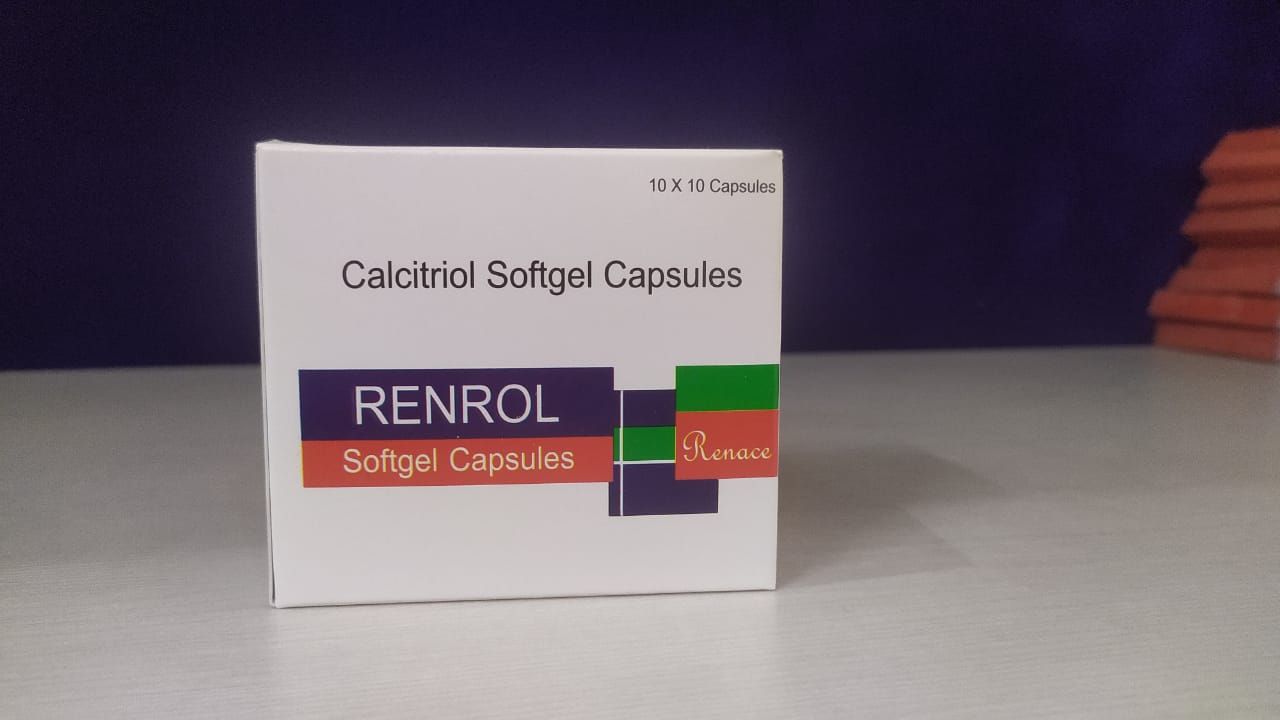 10 X 10 Capsules
Calcitriol Softgel Capsules
RENROL
Softgel Capsules
Renace